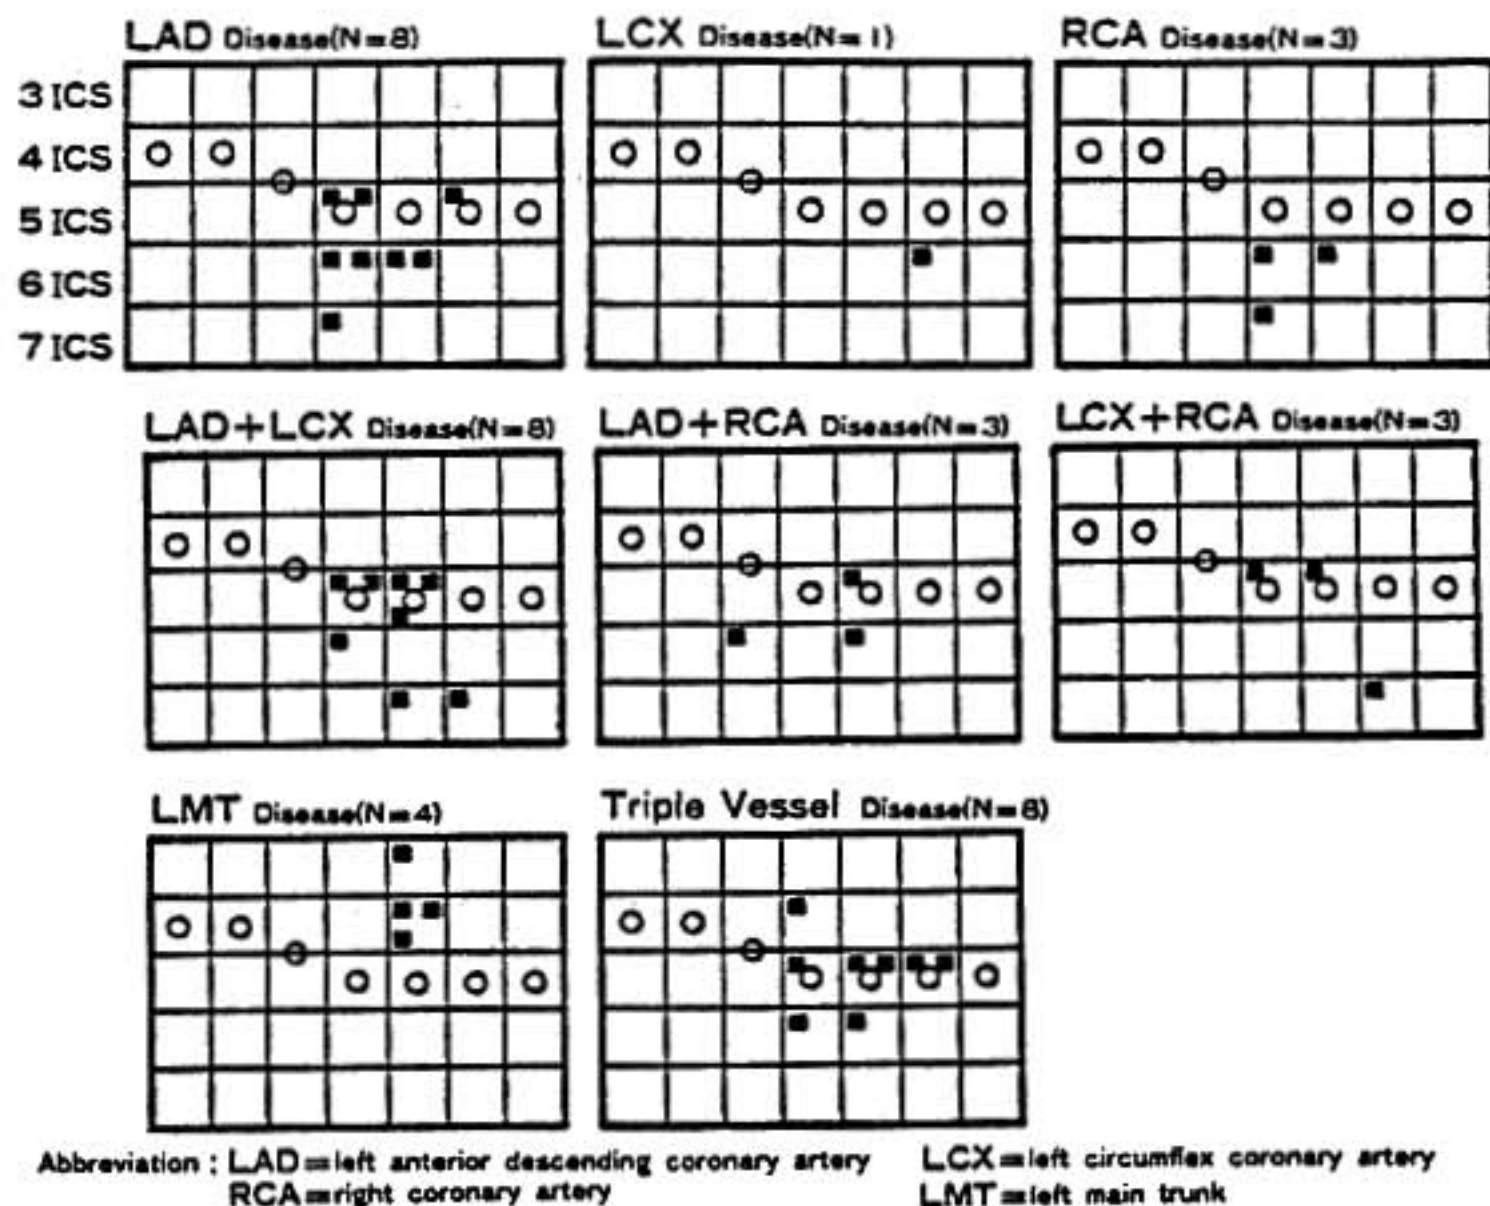 LAD Disease(N=8) LCX Disease(N=1) RCA Disease(N=3)
3 ICS
4 ICS
5 ICS
6 ICS
7 ICS
LAD+LCX Disease(N=8) LAD+RCA Disease(N=3) LCX+RCA Disease(N=3)
LMT Disease(N=4) Triple Vessel Disease(N=8)
Abbreviation : LAD=left anterior descending coronary artery LCX=left circumflex coronary artery
RCA=right coronary artery LMT=left main trunk